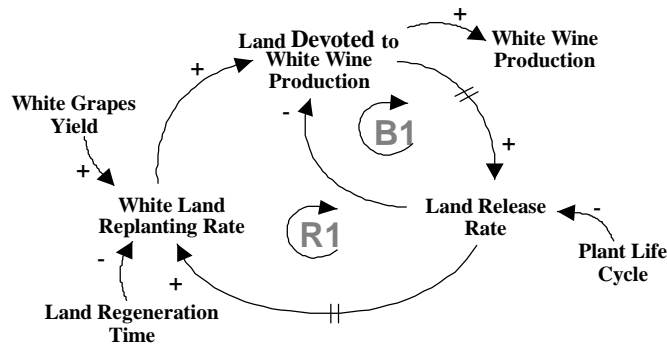 +
Land Devoted to
White Wine
Production
White Wine
Production
+
White Grapes
Yield
-
B1
+
+
White Land
Replanting Rate
R1
Land Release
Rate
-
Plant Life
Cycle
-
+
Land Regeneration
Time